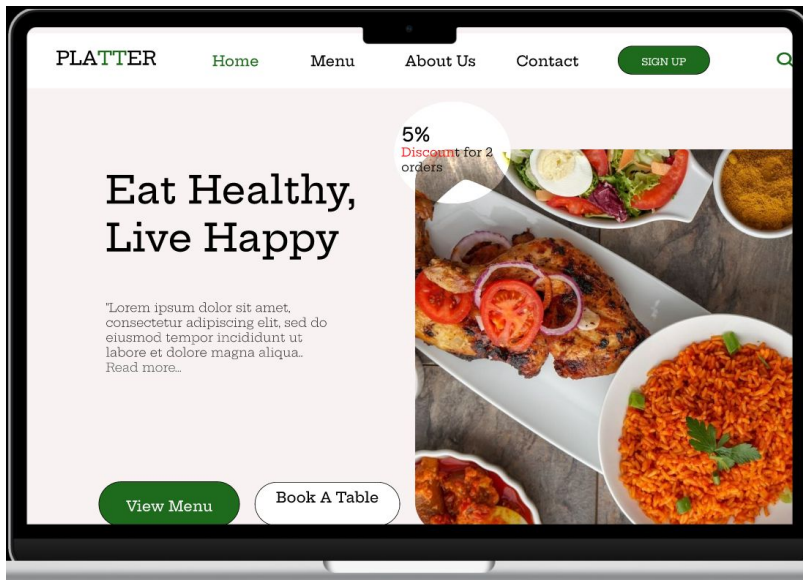 PLATTER
Home
Menu
About Us
Contact
SIGN UP
5%
Discount for 2
orders
Eat Healthy,
Live Happy
"Lorem ipsum dolor sit amet,
consectetur adipiscing elit, sed do
eiusmod tempor incididunt ut
labore et dolore magna aliqua..
Read more...
View Menu
Book A Table